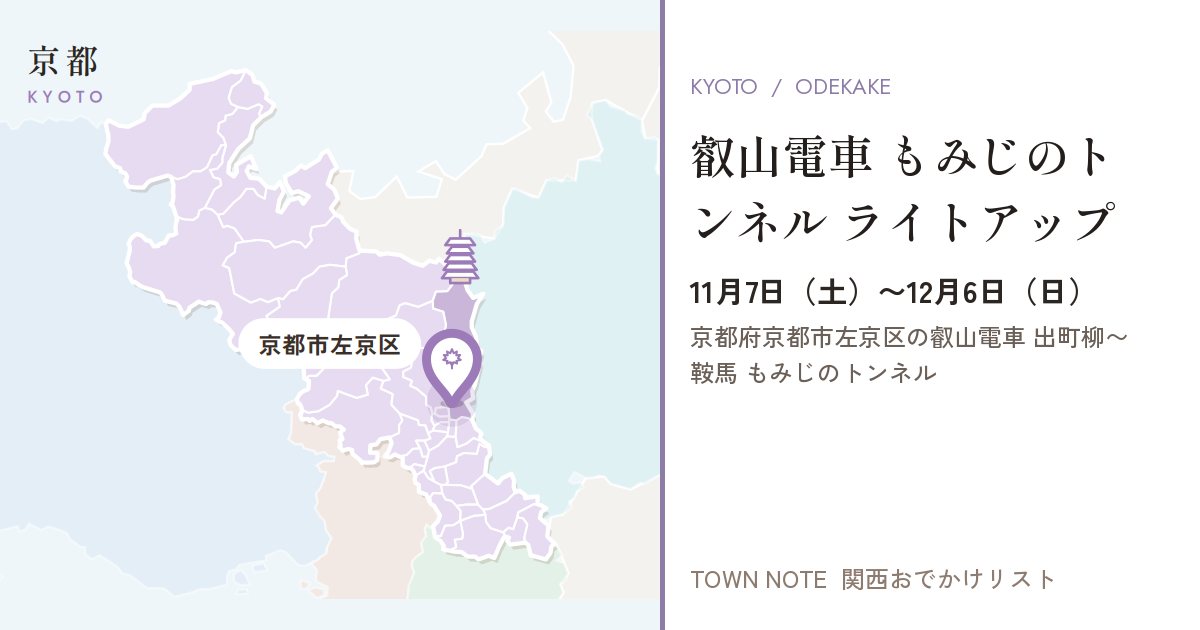 京都
KYOTO
京都市左京区
KYOTO / ODEKAKE
叡山電車 もみじのト
ンネル ライトアップ
11月7日（土）〜12月6日（日）
京都府京都市左京区の叡山電車 出町柳〜
鞍馬 もみじのトンネル
TOWN NOTE 関西おでかけリスト